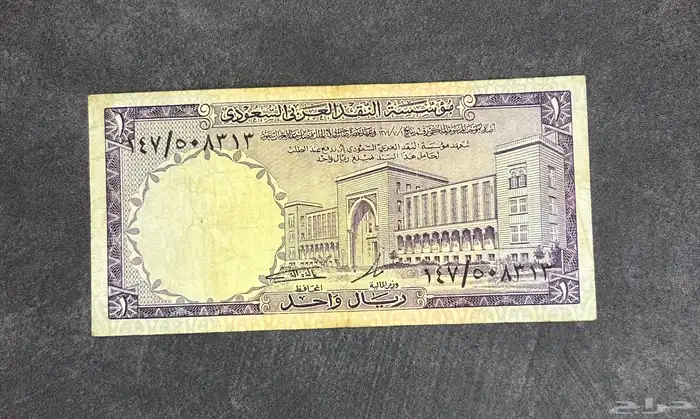 مؤسسة النقد العربي السعودي
١٤٧/٥٠٨٣١٣
تتعهد مؤسسة النقد العربي السعودي بأن تدفع عند الطلب
لحامل هذا السند مبلغ ريال واحد
١٤٧/٥٠٨٣١٣
وزير المالية
المحافظ
ريال واحد
١
١
١
١
حراج